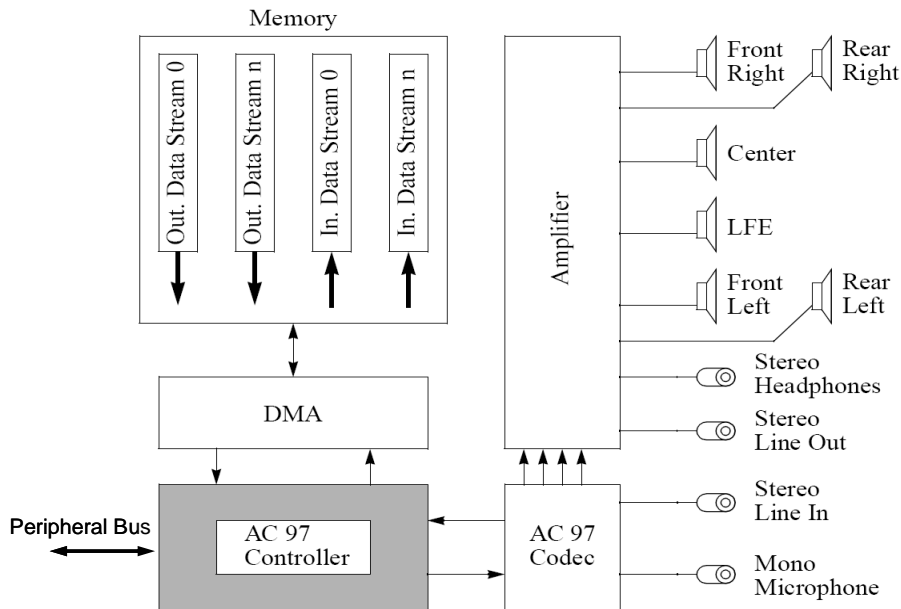 Memory
Out. Data Stream 0
Out. Data Stream n
In. Data Stream 0
In. Data Stream n
DMA
Peripheral Bus
AC 97
Controller
Amplifier
AC 97
Codec
Front
Right
Rear
Right
Center
LFE
Front
Left
Rear
Left
Stereo
Headphones
Stereo
Line Out
Stereo
Line In
Mono
Microphone